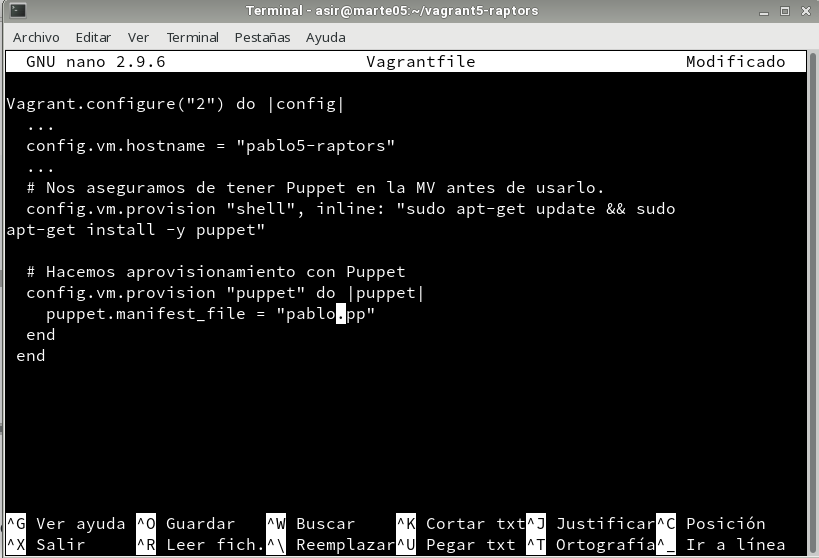 Terminal - asir@marte05:~/vagrant5-raptors
Archivo Editar Ver Terminal Pestañas Ayuda
GNU nano 2.9.6 Vagrantfile Modificado
Vagrant.configure("2") do |config|
...
config.vm.hostname = "pablo5-raptors"
...
# Nos aseguramos de tener Puppet en la MV antes de usarlo.
config.vm.provision "shell", inline: "sudo apt-get update && sudo
apt-get install -y puppet"
# Hacemos aprovisionamiento con Puppet
config.vm.provision "puppet" do |puppet|
puppet.manifest_file = "pablo.pp"
end
end
^G Ver ayuda ^O Guardar ^W Buscar ^K Cortar txt ^J Justificar ^C Posición
^X Salir ^R Leer fich. ^\ Reemplazar ^U Pegar txt ^T Ortografía ^_ Ir a línea